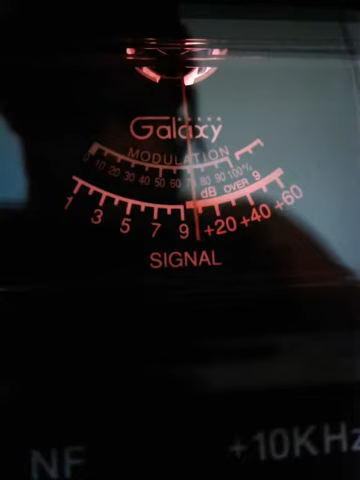 Galaxy
MODULATION
0 10 20 30 40 50 60 70 80 90 100%
dB OVER 9
1 3 5 7 9 +20 +40 +60
SIGNAL
NF +10KHz